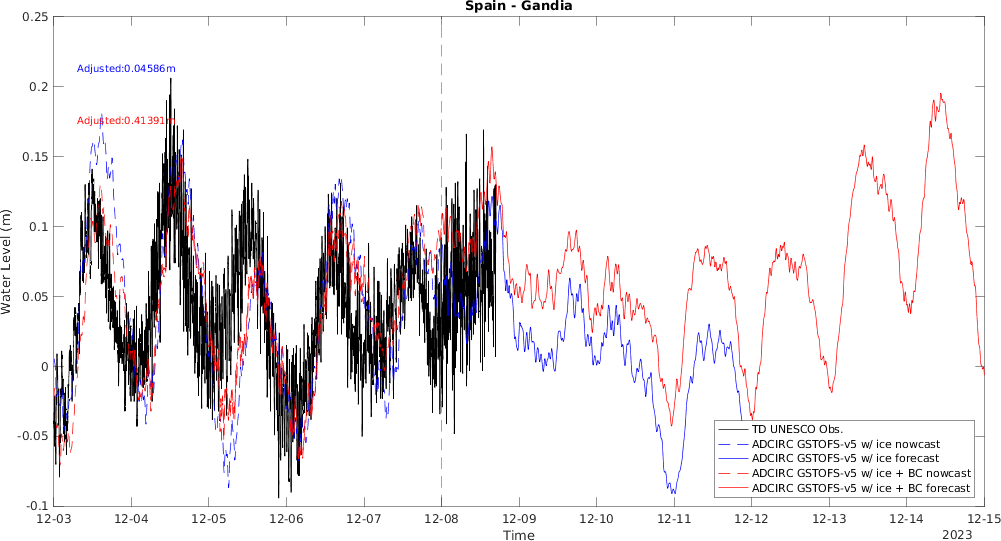 Spain - Gandia
0.25
0.2
0.15
0.1
0.05
0
-0.05
-0.1
Water Level (m)
Adjusted:0.04586m
Adjusted:0.41391m
TD UNESCO Obs.
ADCIRC GSTOFS-v5 w/ ice nowcast
ADCIRC GSTOFS-v5 w/ ice forecast
ADCIRC GSTOFS-v5 w/ ice + BC nowcast
ADCIRC GSTOFS-v5 w/ ice + BC forecast
12-03 12-04 12-05 12-06 12-07 12-08 12-09 12-10 12-11 12-12 12-13 12-14 12-15
Time
2023